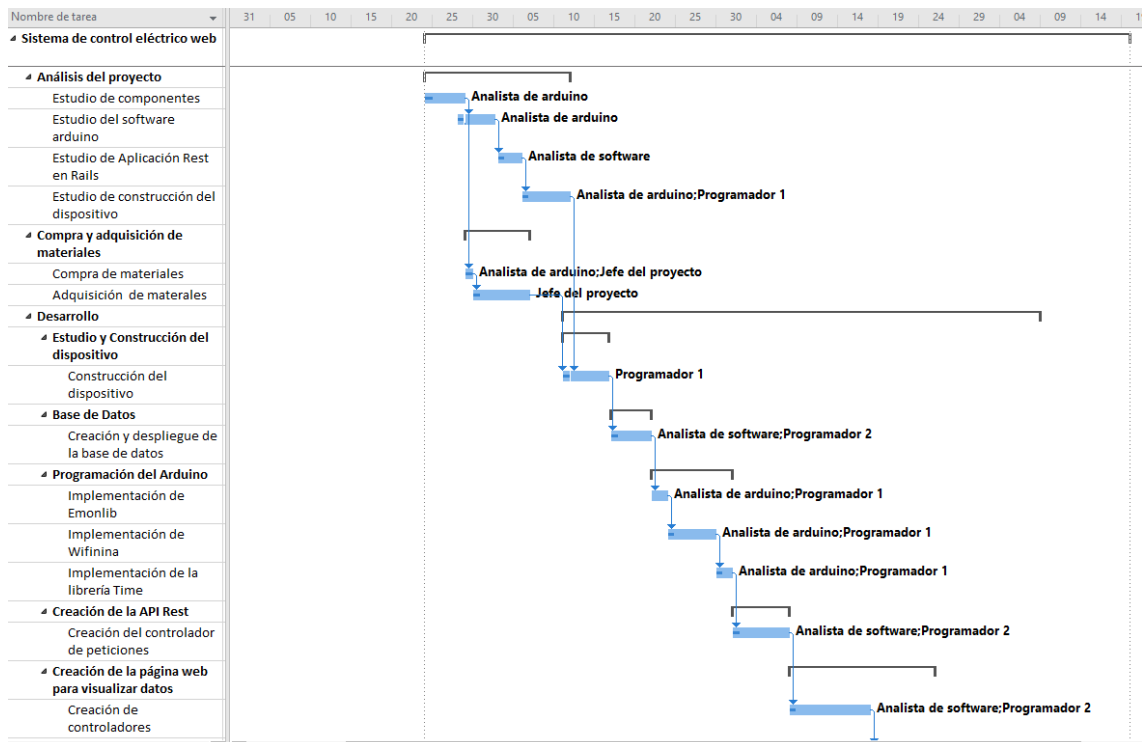 Nombre de tarea
31 05 10 15 20 25 30 05 10 15 20 25 30 04 09 14 19 24 29 04 09 14
Sistema de control eléctrico web
Análisis del proyecto
Estudio de componentes
Analista de arduino
Estudio del software
arduino
Analista de arduino
Estudio de Aplicación Rest
en Rails
Analista de software
Estudio de construcción del
dispositivo
Analista de arduino;Programador 1
Compra y adquisición de
materiales
Compra de materiales
Analista de arduino;Jefe del proyecto
Adquisición de materales
Jefe del proyecto
Desarrollo
Estudio y Construcción del
dispositivo
Construcción del
dispositivo
Programador 1
Base de Datos
Creación y despliegue de
la base de datos
Analista de software;Programador 2
Programación del Arduino
Implementación de
Emonlib
Analista de arduino;Programador 1
Implementación de
Wifinina
Analista de arduino;Programador 1
Implementación de la
librería Time
Analista de arduino;Programador 1
Creación de la API Rest
Creación del controlador
de peticiones
Analista de software;Programador 2
Creación de la página web
para visualizar datos
Creación de
controladores
Analista de software;Programador 2